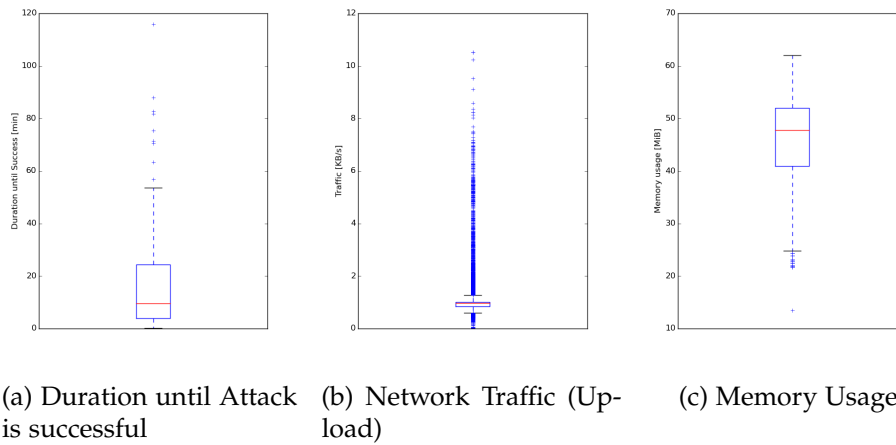 120
100
80
60
40
20
0
Duration until Success [min]
12
10
8
6
4
2
0
Traffic [KB/s]
70
60
50
40
30
20
10
Memory usage [MiB]
(a) Duration until Attack
is successful
(b) Network Traffic (Up-
load)
(c) Memory Usage